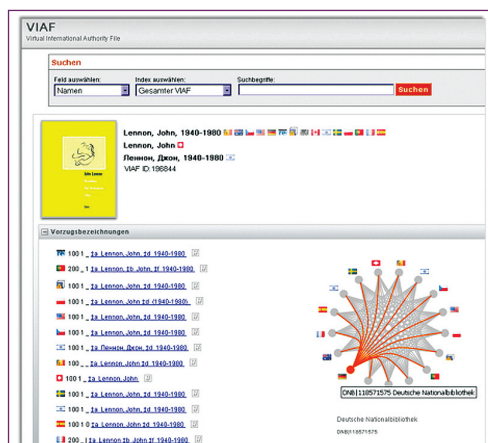 VIAF
Virtual International Authority File
Suchen
Feld auswählen: Index auswählen: Suchbegriffe:
Namen Gesamter VIAF Suchen
Lennon, John, 1940-1980
Lennon, John
Леннон, Джон, 1940-1980
VIAF ID: 196844
Vorzugsbezeichnungen
100 1 _ ‡a Lennon, John, ‡d 1940-1980
200 _ 1 ‡a Lennon, ‡b John, ‡f 1940-1980
100 1 _ ‡a Lennon, John, ‡d 1940-1980
100 1 _ ‡a Lennon, John ‡d (1940-1980).
100 1 _ ‡a Lennon, John, ‡d 1940-1980
100 1 _ ‡a Lennon, John, ‡d 1940-1980
100 1 _ ‡a Леннон, Джон, ‡d 1940-1980
100 _ _ ‡a Lennon, John ‡d 1940-1980
100 1 _ ‡a Lennon, John
100 1 _ ‡a Lennon, John, ‡d 1940-1980
100 1 _ ‡a Lennon, John, ‡d 1940-1980
100 1 0 ‡a Lennon, John, ‡d 1940-1980
200 _ | ‡a Lennon ‡b John ‡f 1940-1980
DNB|118571575 Deutsche Nationalbibliothek
Deutsche Nationalbibliothek
DNB|118571575